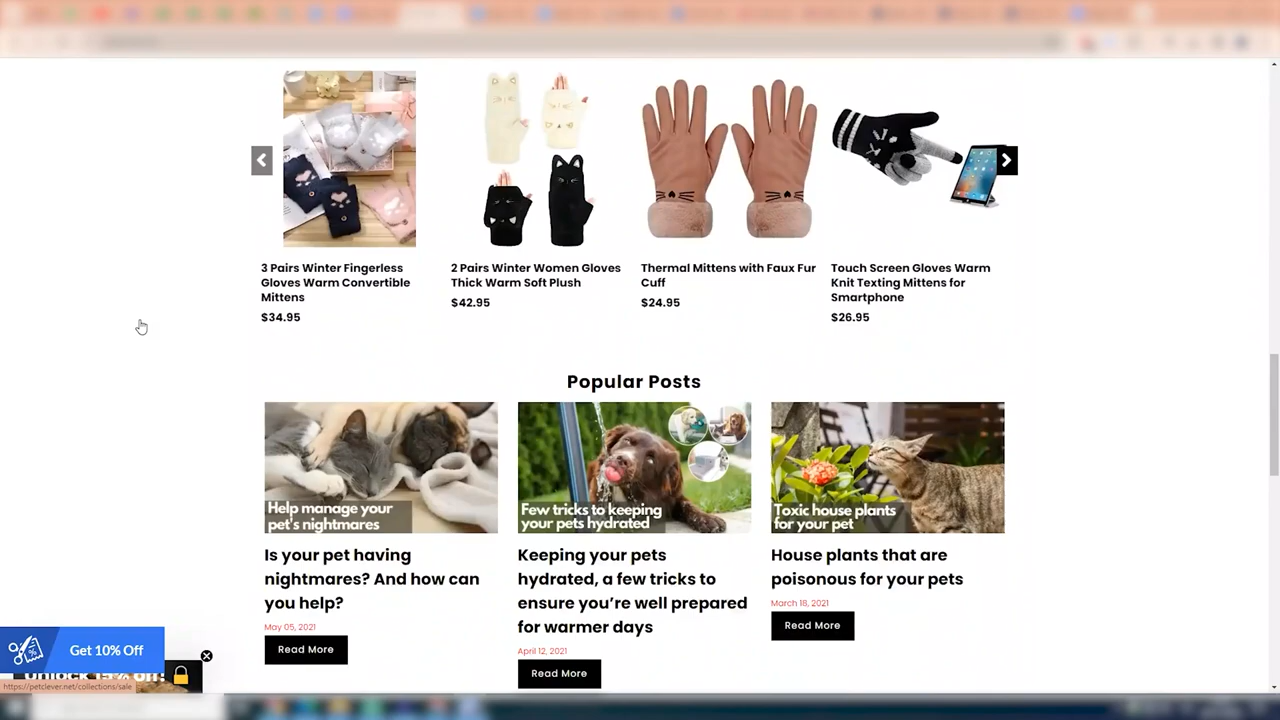 3 Pairs Winter Fingerless
Gloves Warm Convertible
Mittens
$34.95
2 Pairs Winter Women Gloves
Thick Warm Soft Plush
$42.95
Thermal Mittens with Faux Fur
Cuff
$24.95
Touch Screen Gloves Warm
Knit Texting Mittens for
Smartphone
$26.95
Popular Posts
Help manage your
pet's nightmares
Is your pet having
nightmares? And how can
you help?
May 05, 2021
Read More
Few tricks to keeping
your pets hydrated
Keeping your pets
hydrated, a few tricks to
ensure you're well prepared
for warmer days
April 12, 2021
Read More
Toxic house plants
for your pet
House plants that are
poisonous for your pets
March 18, 2021
Read More
Get 10% Off
Unlock 15% off!
https://petclever.net/collections/sale